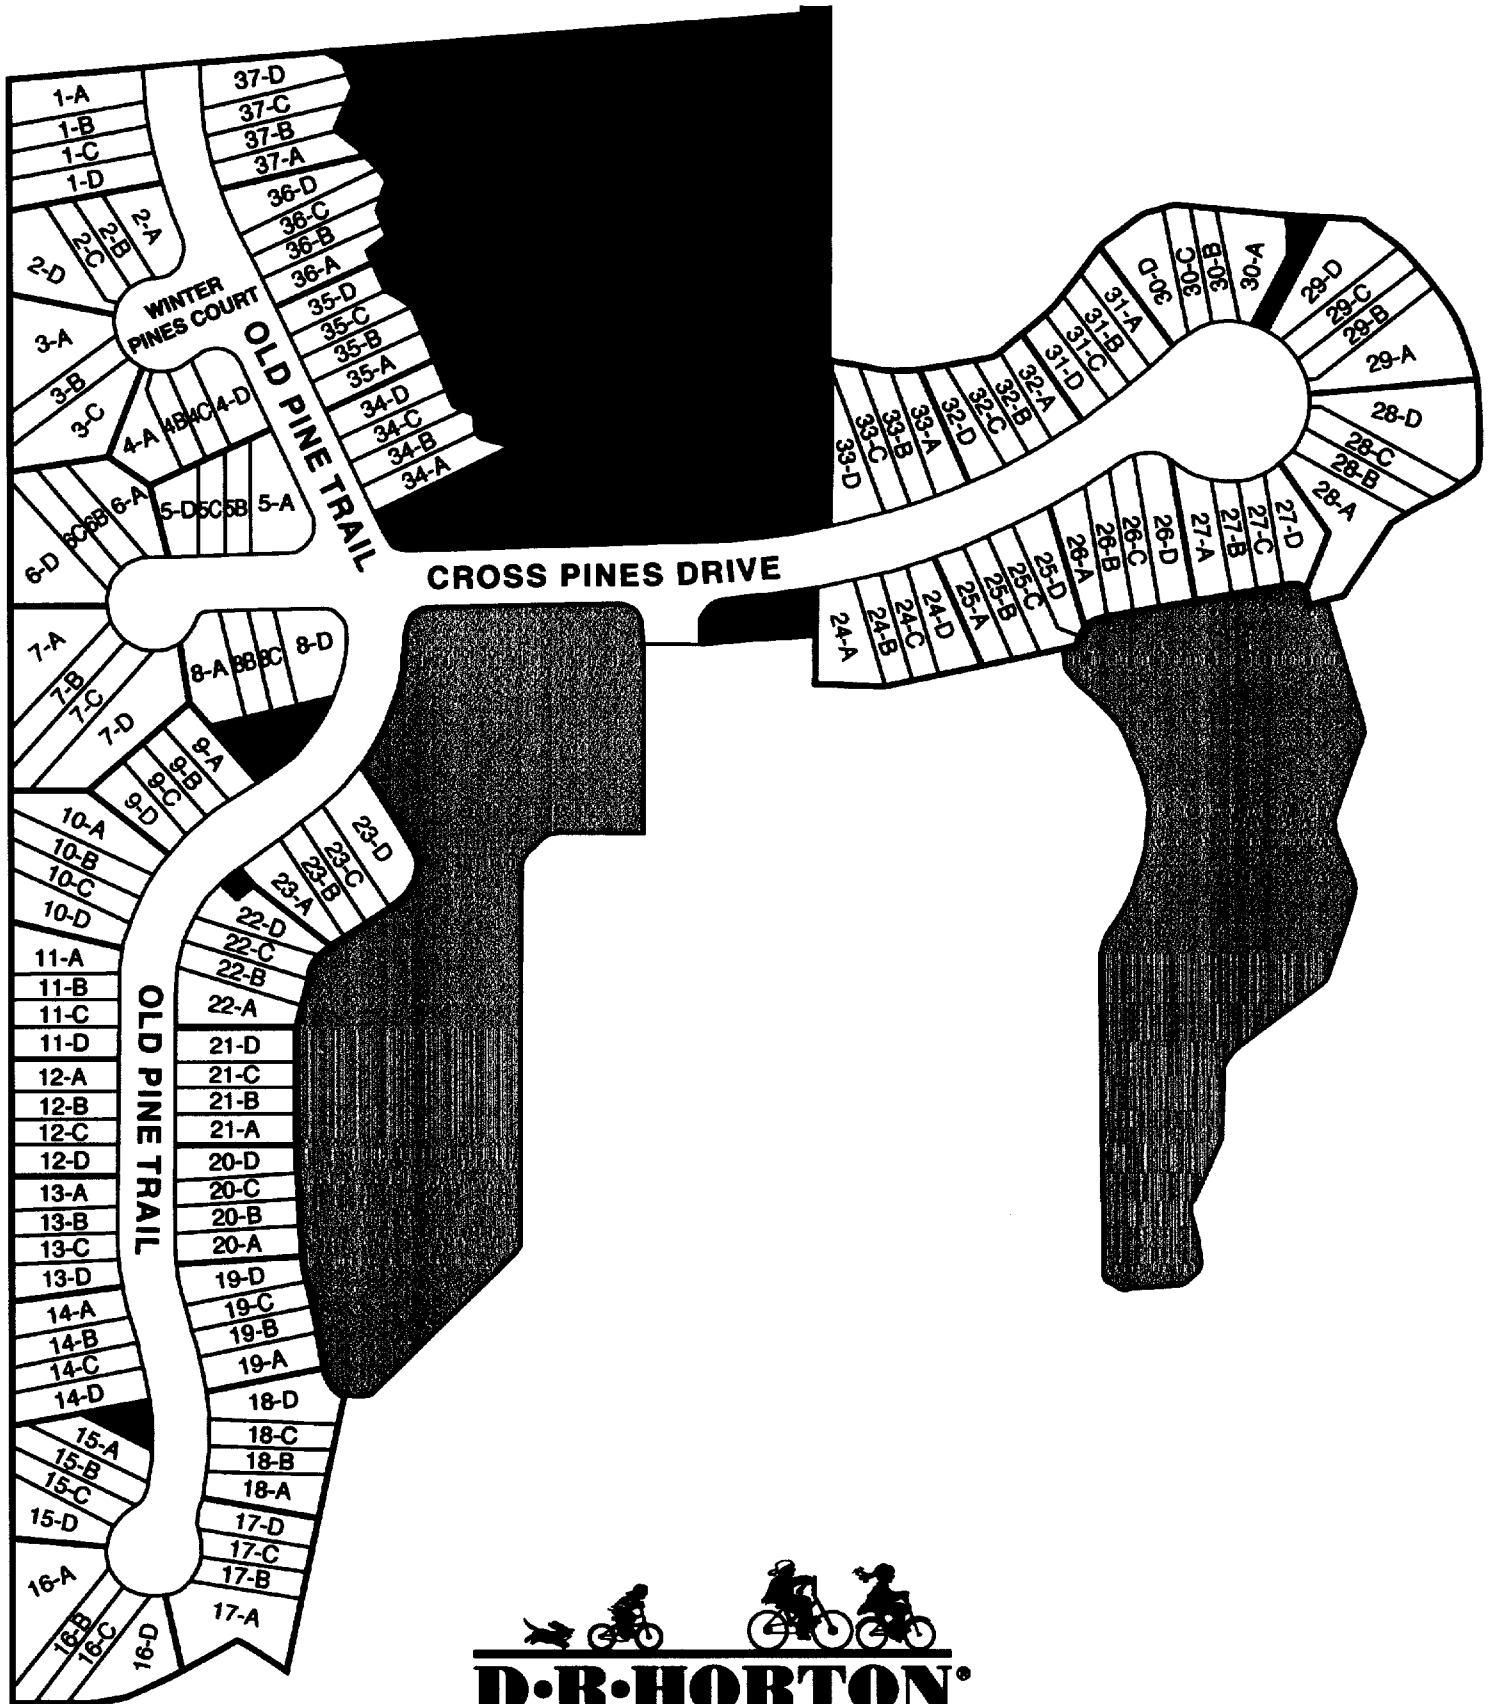 1-A
1-B
1-C
1-D
37-D
37-C
37-B
37-A
36-D
36-C
36-B
36-A
35-D
35-C
35-B
35-A
34-D
34-C
34-B
34-A
2-A
2-B
2-C
2-D
WINTER
PINES COURT
3-A
3-B
3-C
4-A
4B
4C
4-D
OLD PINE TRAIL
5-D
5C
5B
5-A
6-A
6B
6C
6-D
CROSS PINES DRIVE
7-A
7-B
7-C
7-D
8-A
8B
8C
8-D
9-A
9-B
9-C
9-D
10-A
10-B
10-C
10-D
11-A
11-B
11-C
11-D
12-A
12-B
12-C
12-D
13-A
13-B
13-C
13-D
14-A
14-B
14-C
14-D
15-A
15-B
15-C
15-D
16-A
16-B
16-C
16-D
OLD PINE TRAIL
23-D
23-C
23-B
23-A
22-D
22-C
22-B
22-A
21-D
21-C
21-B
21-A
20-D
20-C
20-B
20-A
19-D
19-C
19-B
19-A
18-D
18-C
18-B
18-A
17-D
17-C
17-B
17-A
33-D
33-C
33-B
33-A
32-D
32-C
32-B
32-A
31-D
31-C
31-B
31-A
30-D
30-C
30-B
30-A
29-D
29-C
29-B
29-A
28-D
28-C
28-B
28-A
24-A
24-B
24-C
24-D
25-A
25-B
25-C
25-D
26-A
26-B
26-C
26-D
27-A
27-B
27-C
27-D
D·R·HORTON®